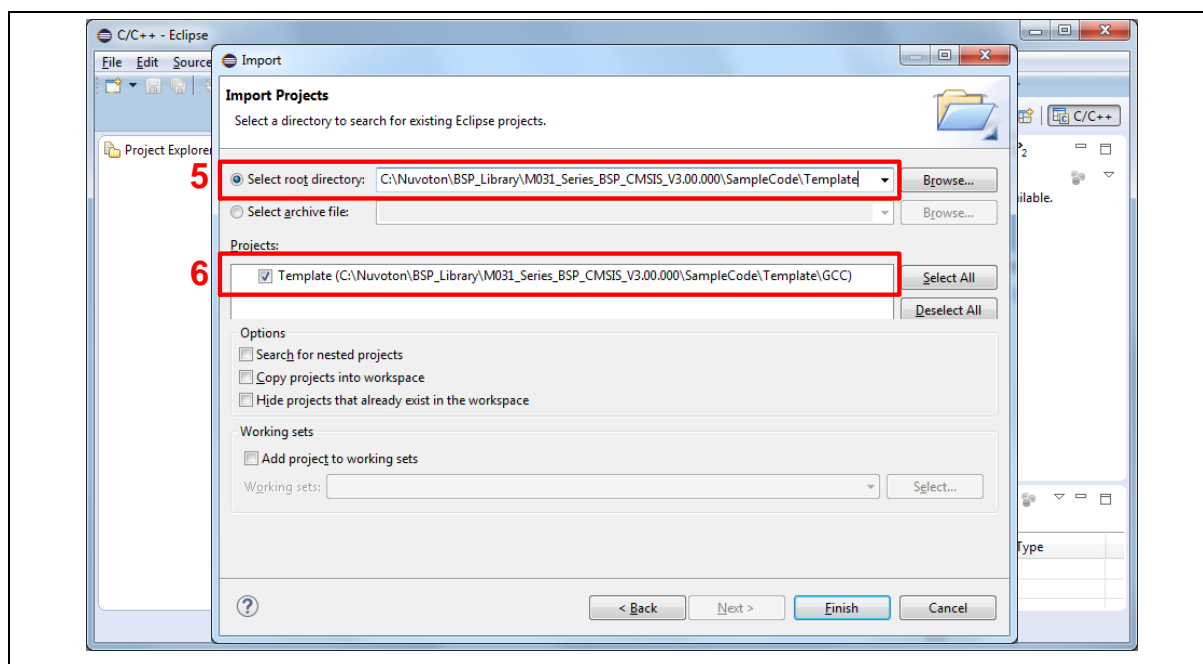 C/C++ - Eclipse
File Edit Source
Import
Import Projects
Select a directory to search for existing Eclipse projects.
C/C++
Project Explorer
5
Select root directory: C:\Nuvoton\BSP_Library\M031_Series_BSP_CMSIS_V3.00.000\SampleCode\Template Browse...
ilable.
Select archive file: Browse...
Projects:
6
Template (C:\Nuvoton\BSP_Library\M031_Series_BSP_CMSIS_V3.00.000\SampleCode\Template\GCC) Select All
Deselect All
Options
Search for nested projects
Copy projects into workspace
Hide projects that already exist in the workspace
Working sets
Add project to working sets
Working sets: Select...
Type
? < Back Next > Finish Cancel